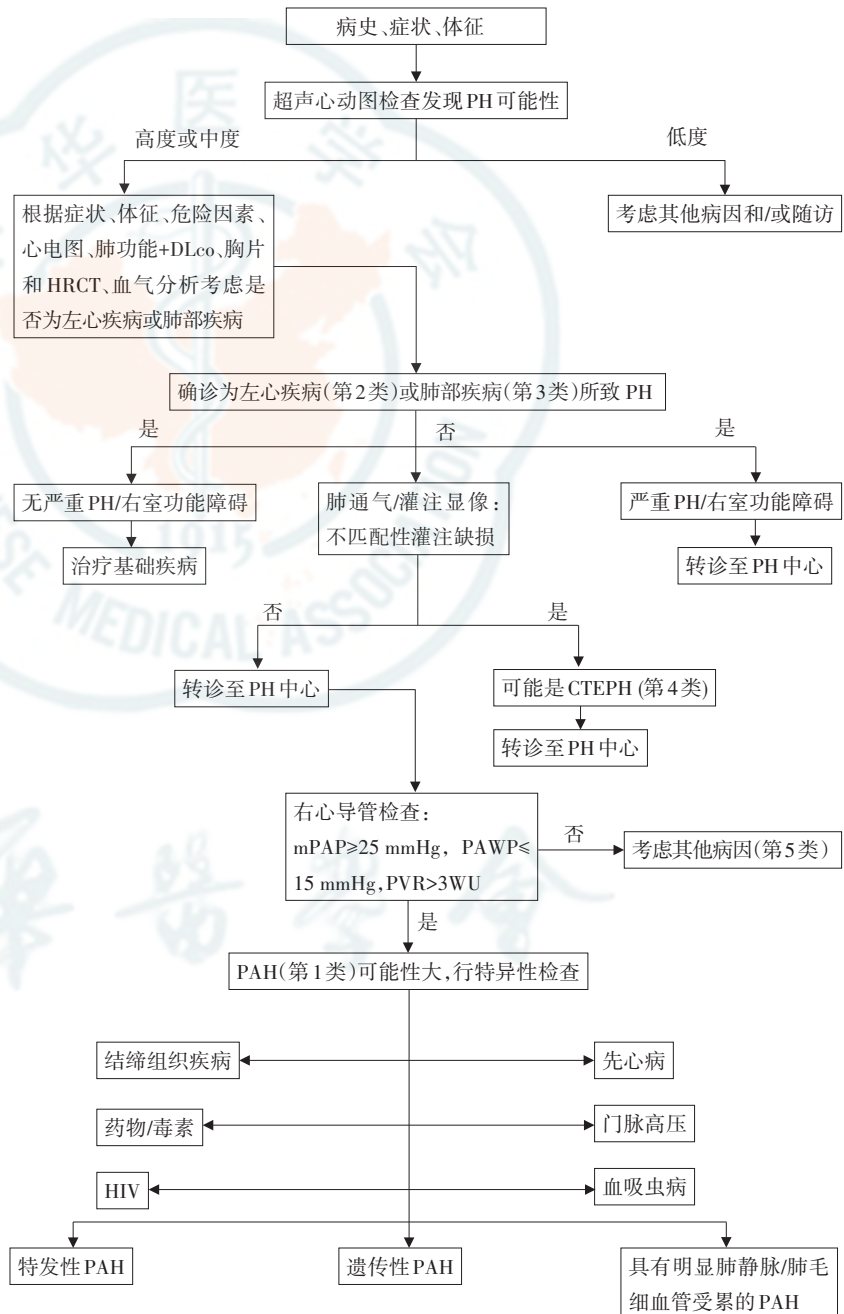 病史、症状、体征
超声心动图检查发现PH可能性
高度或中度
低度
根据症状、体征、危险因素、
心电图、肺功能+DLco、胸片
和HRCT、血气分析考虑是
否为左心疾病或肺部疾病
考虑其他病因和/或随访
确诊为左心疾病(第2类)或肺部疾病(第3类)所致 PH
是
否
是
无严重PH/右室功能障碍
肺通气/灌注显像:
不匹配性灌注缺损
严重PH/右室功能障碍
治疗基础疾病
转诊至PH中心
否
是
转诊至PH中心
可能是CTEPH (第4类)
转诊至PH中心
右心导管检查:
mPAP≥25 mmHg, PAWP≤
15 mmHg,PVR>3WU
否
考虑其他病因(第5类)
是
PAH(第1类)可能性大,行特异性检查
结缔组织疾病
先心病
药物/毒素
门脉高压
HIV
血吸虫病
特发性PAH
遗传性PAH
具有明显肺静脉/肺毛
细血管受累的PAH
华医学会
1915
CHINESE MEDICAL ASSOCIATION